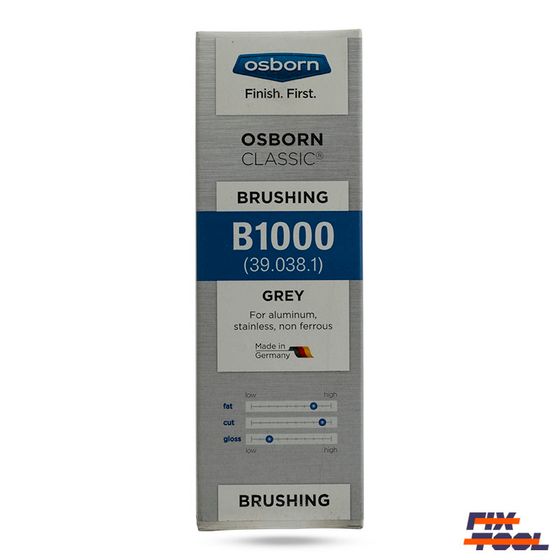 osborn
Finish. First.
OSBORN
CLASSIC®
BRUSHING
B1000
(39.038.1)
GREY
For aluminum,
stainless, non ferrous
Made in
Germany
low high
fat
cut
gloss
low high
BRUSHING
FIX
TOOL